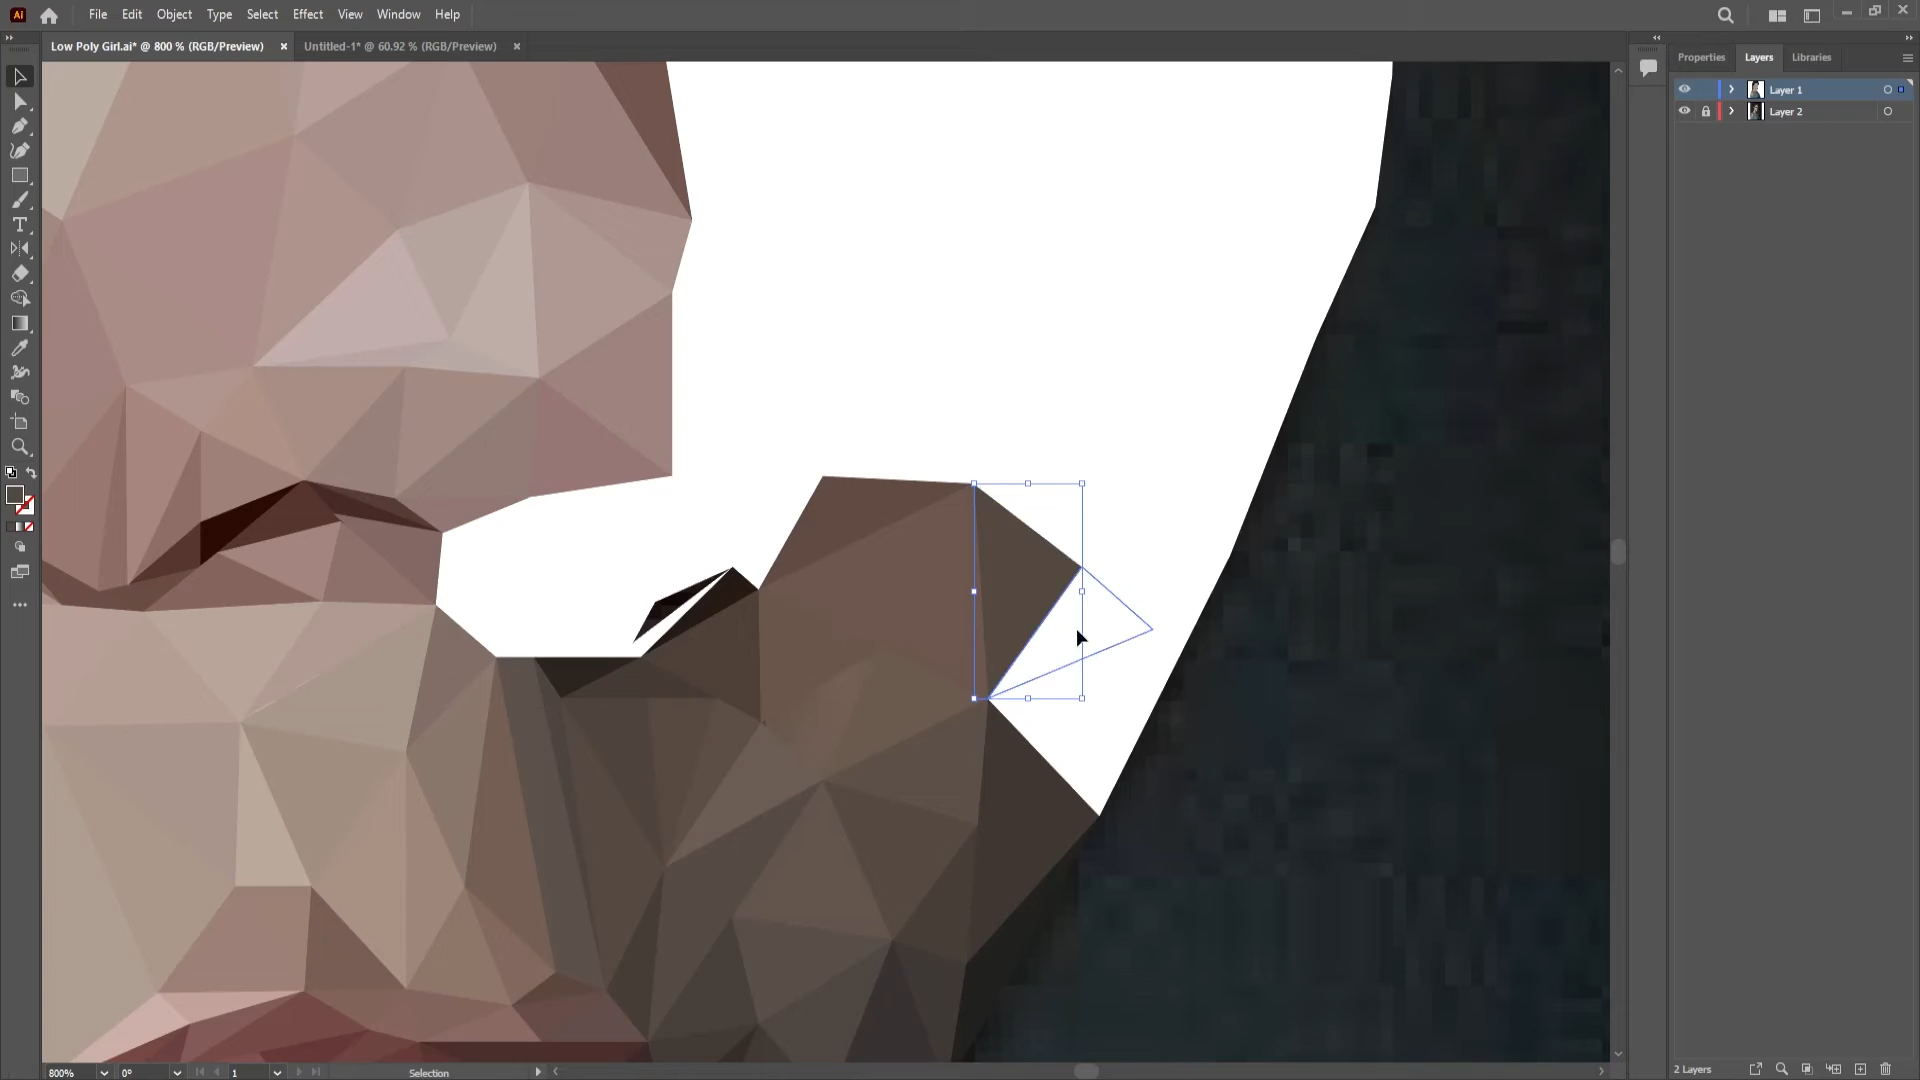 Ai File Edit Object Type Select Effect View Window Help
Low Poly Girl.ai* @ 800 % (RGB/Preview) × Untitled-1* @ 60.92 % (RGB/Preview) ×
Properties Layers Libraries
Layer 1
Layer 2
800% 0° 1 Selection
2 Layers